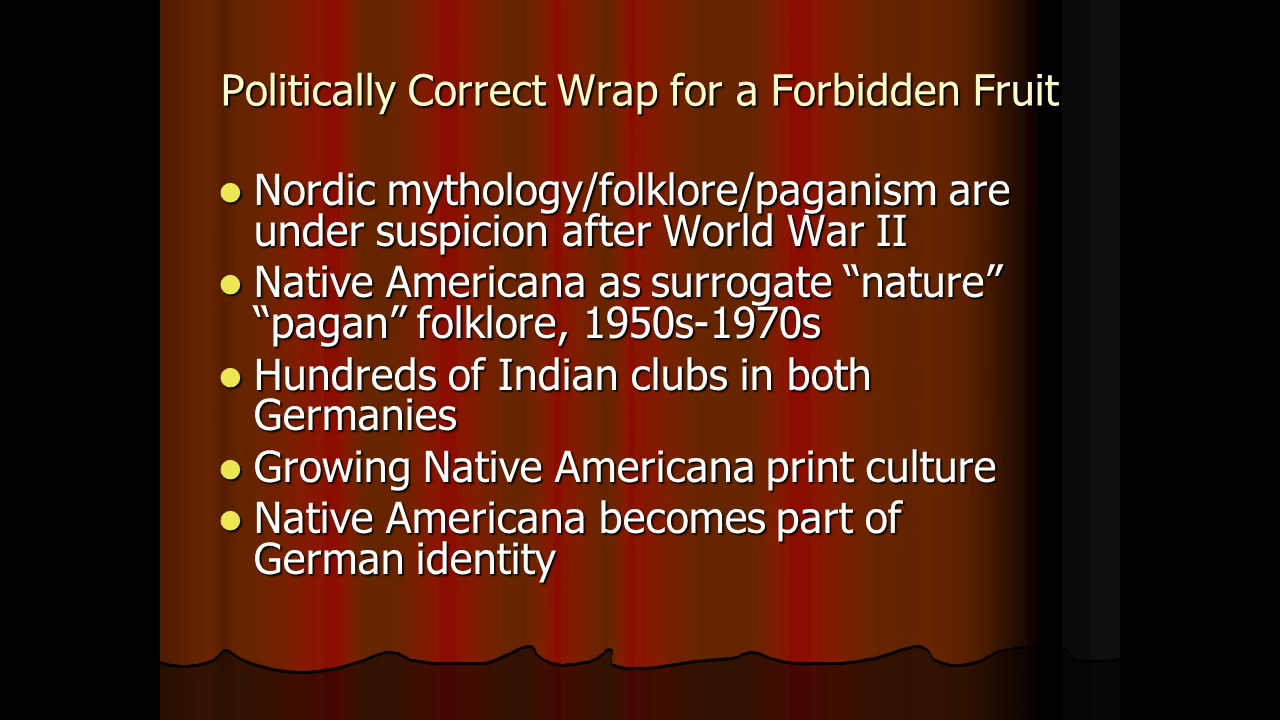 Politically Correct Wrap for a Forbidden Fruit
Nordic mythology/folklore/paganism are
under suspicion after World War II
Native Americana as surrogate “nature”
“pagan” folklore, 1950s-1970s
Hundreds of Indian clubs in both
Germanies
Growing Native Americana print culture
Native Americana becomes part of
German identity